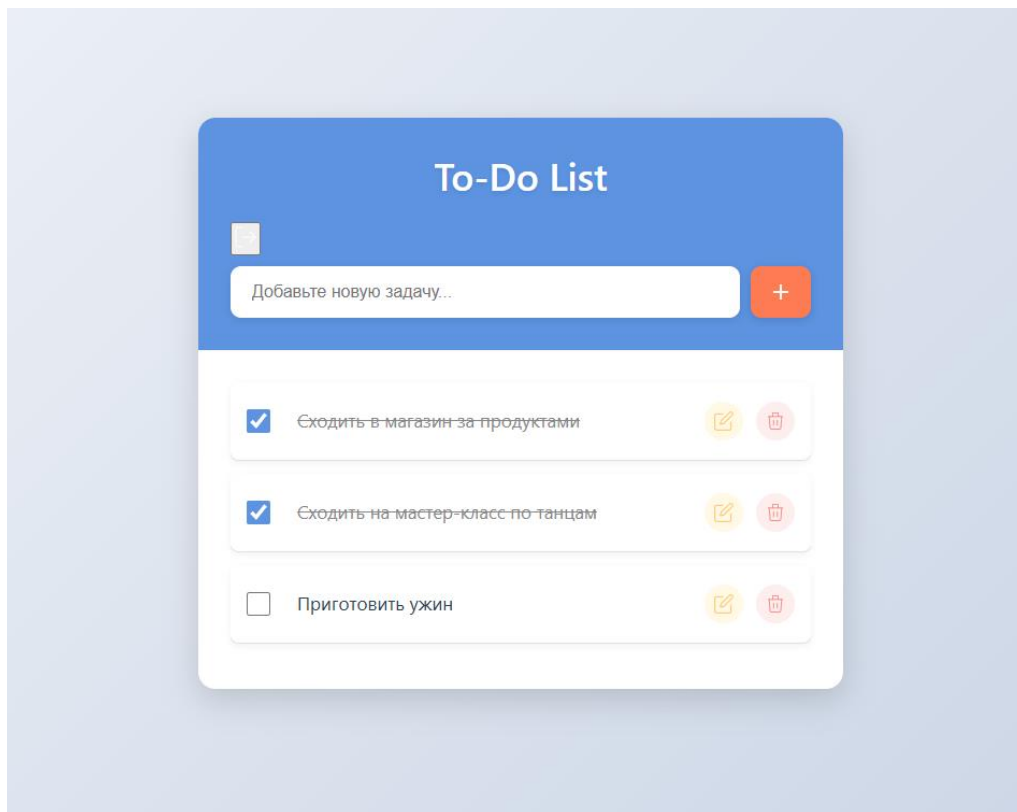 To-Do List
Добавьте новую задачу...
+
Сходить в магазин за продуктами
Сходить на мастер-класс по танцам
Приготовить ужин